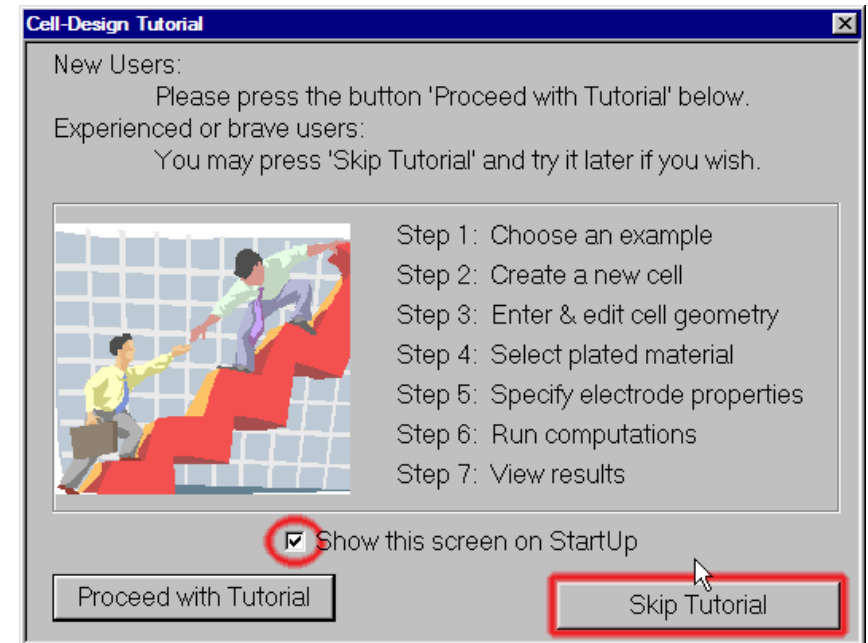 Cell-Design Tutorial
New Users:
Please press the button 'Proceed with Tutorial' below.
Experienced or brave users:
You may press 'Skip Tutorial' and try it later if you wish.
Step 1: Choose an example
Step 2: Create a new cell
Step 3: Enter & edit cell geometry
Step 4: Select plated material
Step 5: Specify electrode properties
Step 6: Run computations
Step 7: View results
Show this screen on StartUp
Proceed with Tutorial
Skip Tutorial